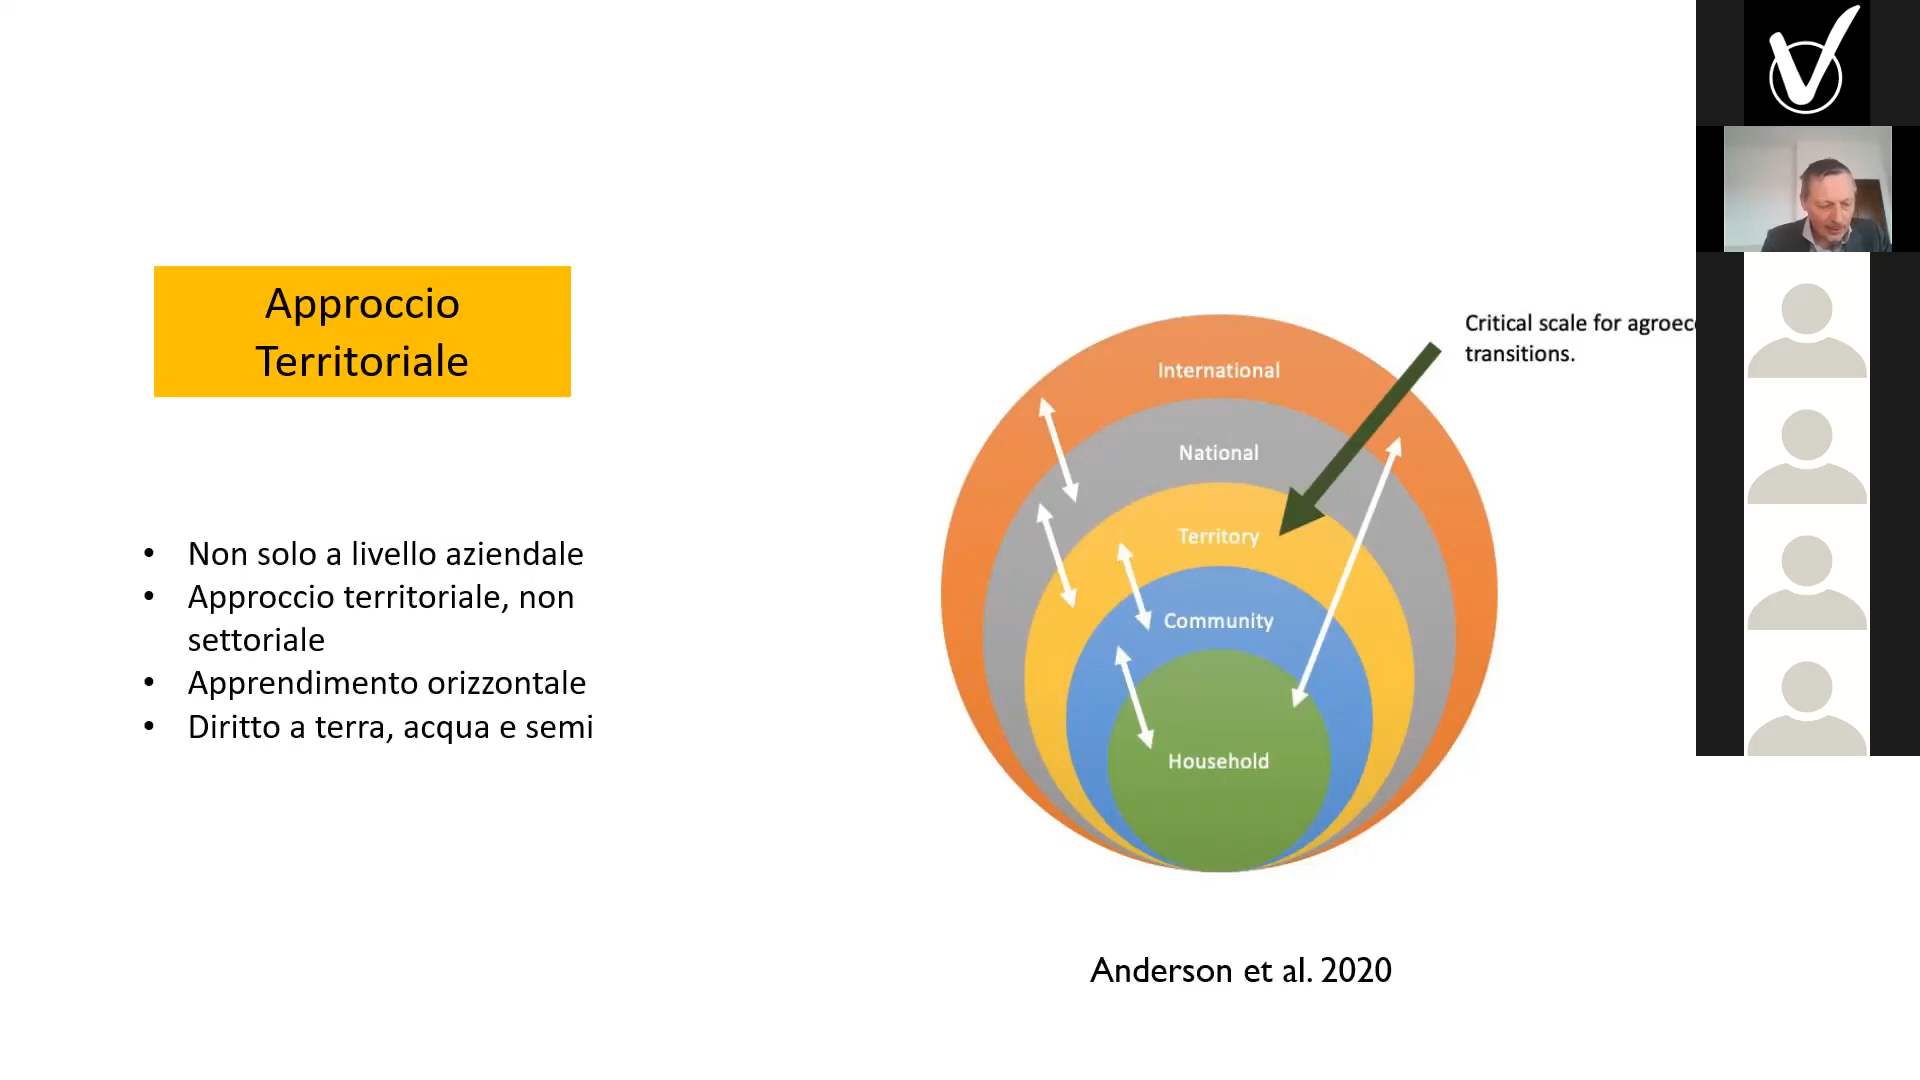 Approccio
Territoriale
• Non solo a livello aziendale
• Approccio territoriale, non
settoriale
• Apprendimento orizzontale
• Diritto a terra, acqua e semi
Critical scale for
transitions.
International
National
Territory
Community
Household
Anderson et al. 2020